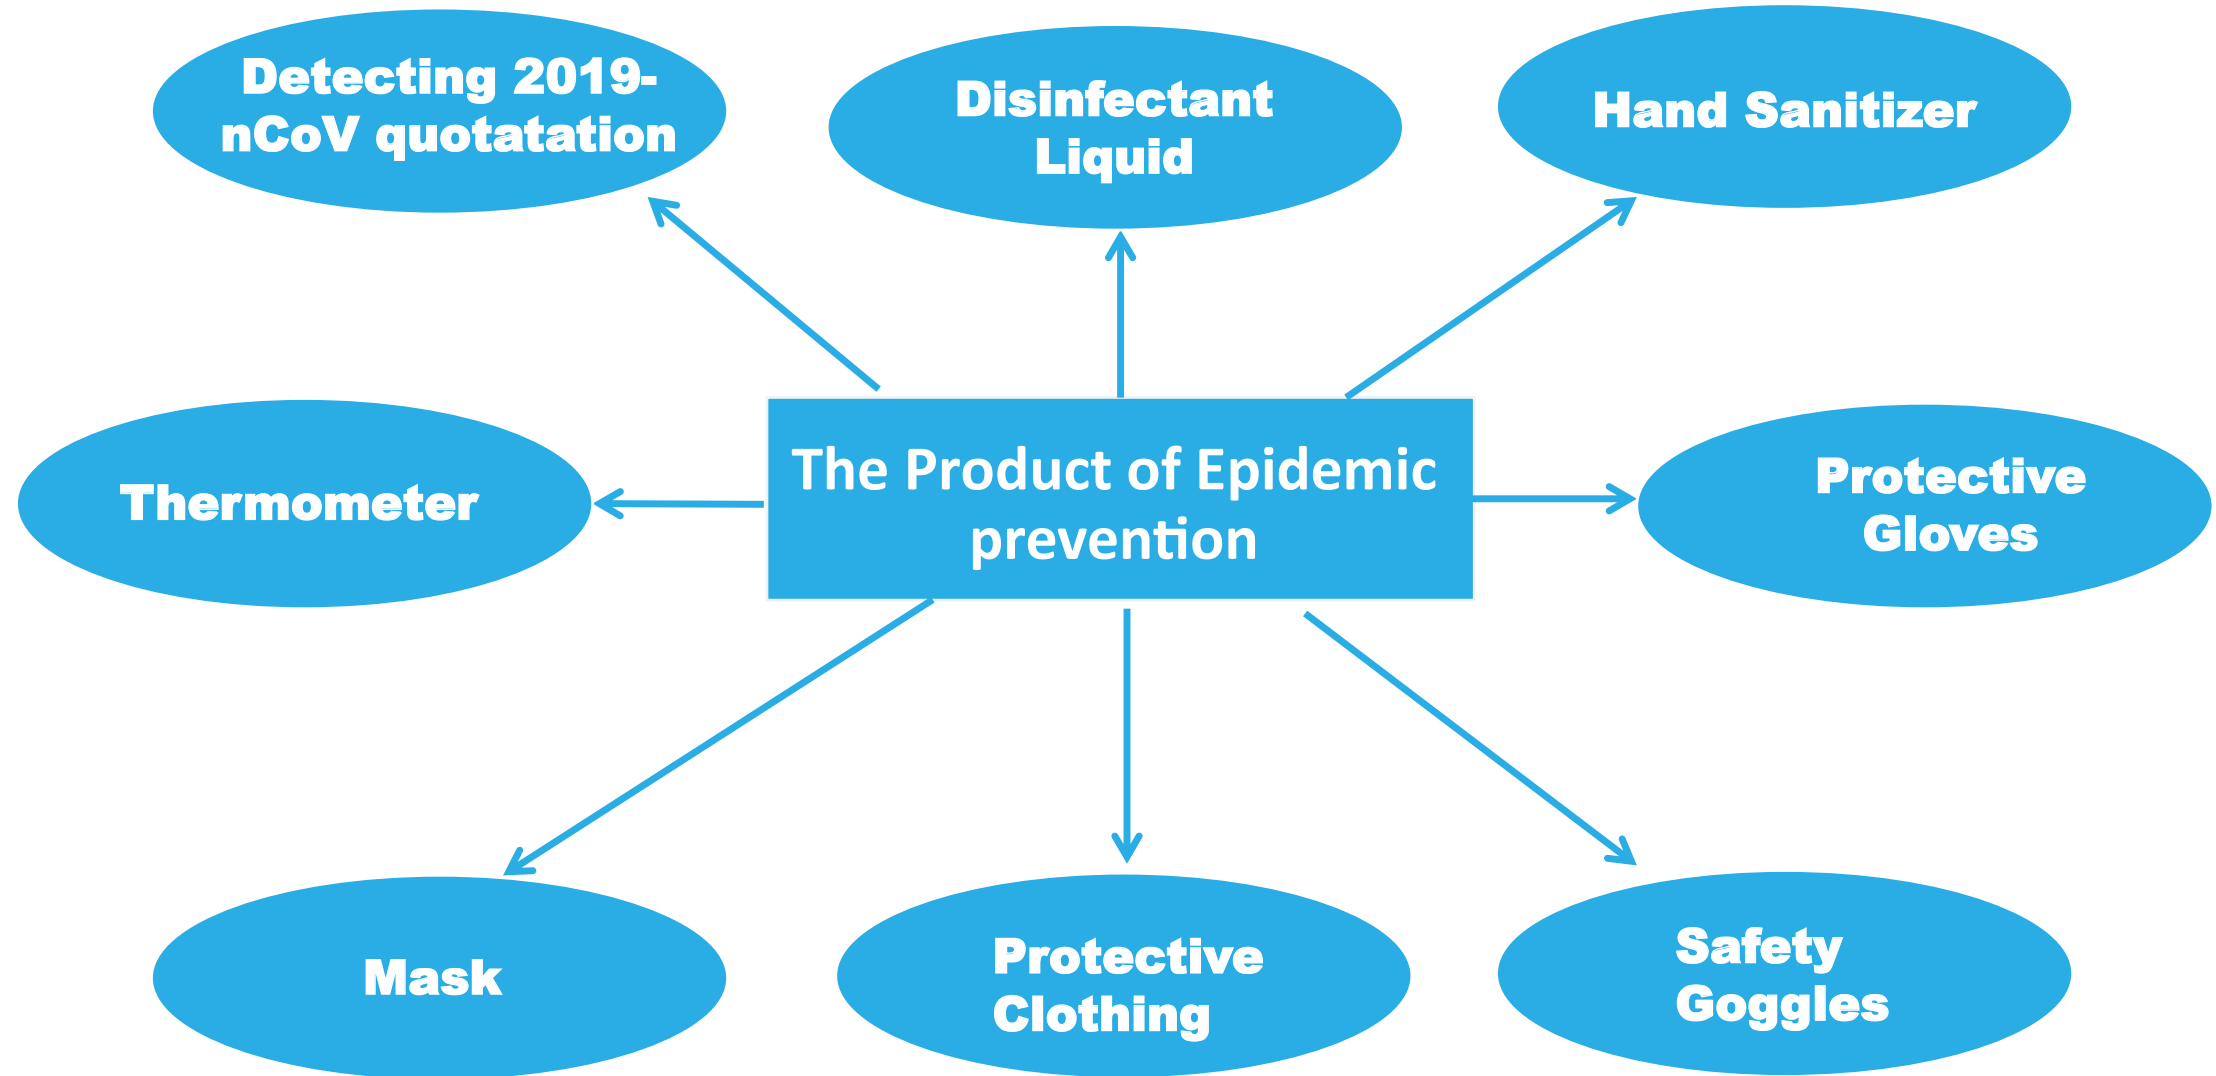 Detecting 2019-
nCoV quotatation
Disinfectant
Liquid
Hand Sanitizer
Thermometer
The Product of Epidemic
prevention
Protective
Gloves
Mask
Protective
Clothing
Safety
Goggles